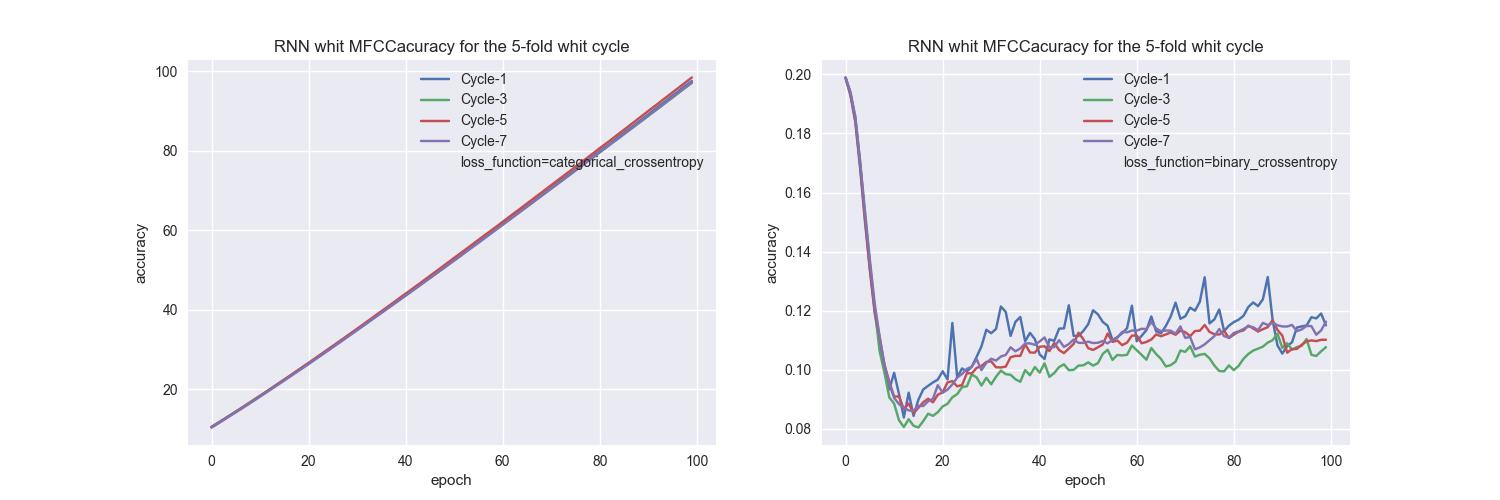 RNN whit MFCCacuracy for the 5-fold whit cycle
100
80
60
40
20
accuracy
Cycle-1
Cycle-3
Cycle-5
Cycle-7
loss_function=categorical_crossentropy
0 20 40 60 80 100
epoch
RNN whit MFCCacuracy for the 5-fold whit cycle
0.20
0.18
0.16
0.14
0.12
0.10
0.08
accuracy
Cycle-1
Cycle-3
Cycle-5
Cycle-7
loss_function=binary_crossentropy
0 20 40 60 80 100
epoch